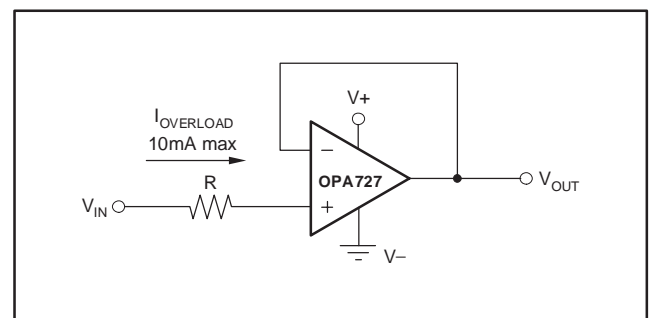 I_OVERLOAD
10mA max
R
V_IN
V+
−
OPA727
+
V_OUT
V−